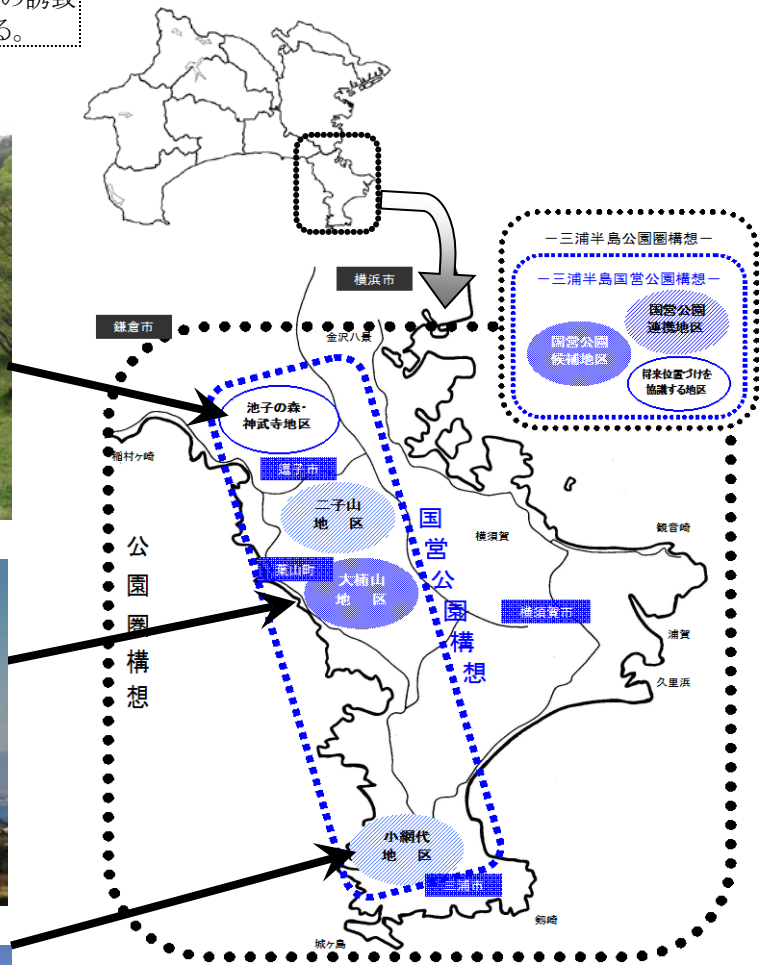 の誘致
る。
－三浦半島公園圏構想－
－三浦半島国営公園構想－
国営公園
連携地区
国営公園
候補地区
将来位置づけを
協議する地区
横浜市
鎌倉市
金沢八景
池子の森・
神武寺地区
稲村ヶ崎
逗子市
二子山
地 区
横須賀
観音崎
葉山町
大楠山
地 区
横須賀市
浦賀
久里浜
公園圏構想
国営公園構想
小網代
地 区
三浦市
剱崎
城ヶ島